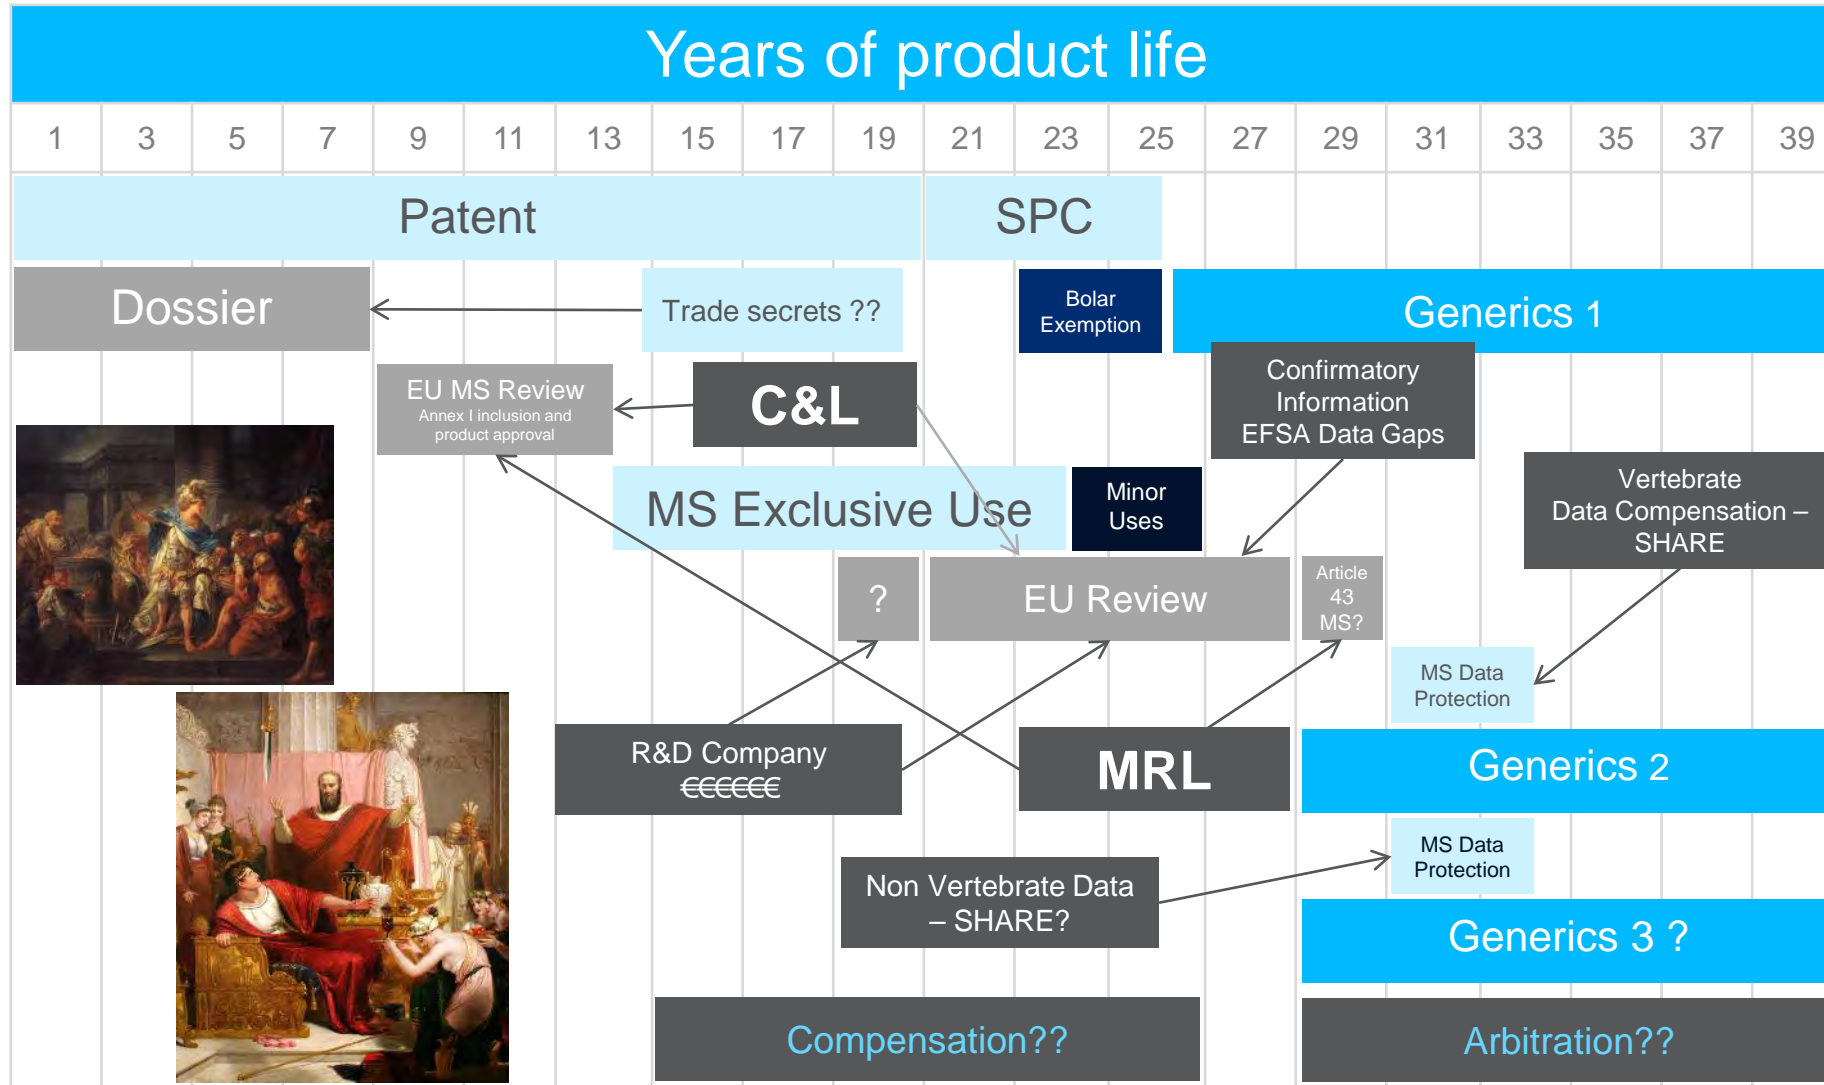 Years of product life
1 3 5 7 9 11 13 15 17 19 21 23 25 27 29 31 33 35 37 39
Patent
SPC
Dossier
Trade secrets ??
Bolar
Exemption
Generics 1
EU MS Review
Annex I inclusion and
product approval
C&L
Confirmatory
Information
EFSA Data Gaps
MS Exclusive Use
Minor
Uses
Vertebrate
Data Compensation –
SHARE
?
EU Review
Article
43
MS?
MS Data
Protection
R&D Company
€€€€€€
MRL
Generics 2
MS Data
Protection
Non Vertebrate Data
– SHARE?
Generics 3 ?
Compensation??
Arbitration??